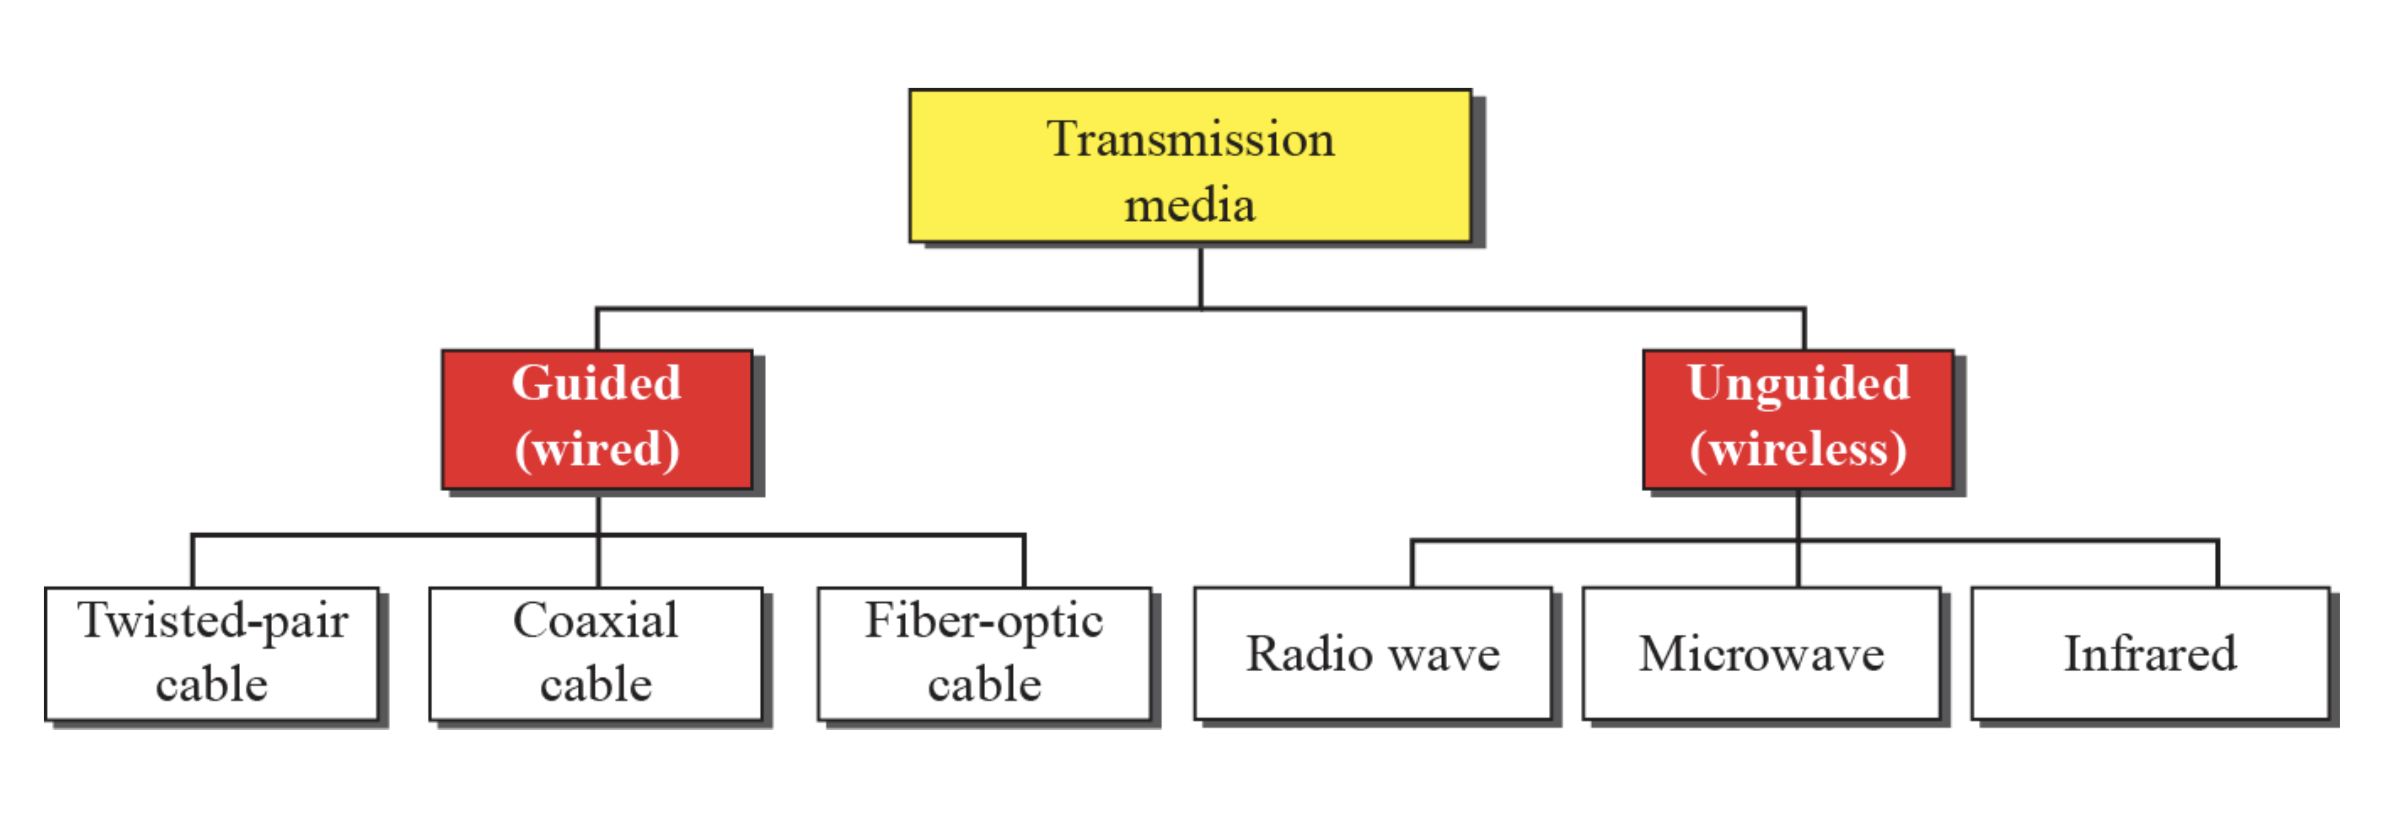 Transmission
media
Guided
(wired)
Unguided
(wireless)
Twisted-pair
cable
Coaxial
cable
Fiber-optic
cable
Radio wave
Microwave
Infrared